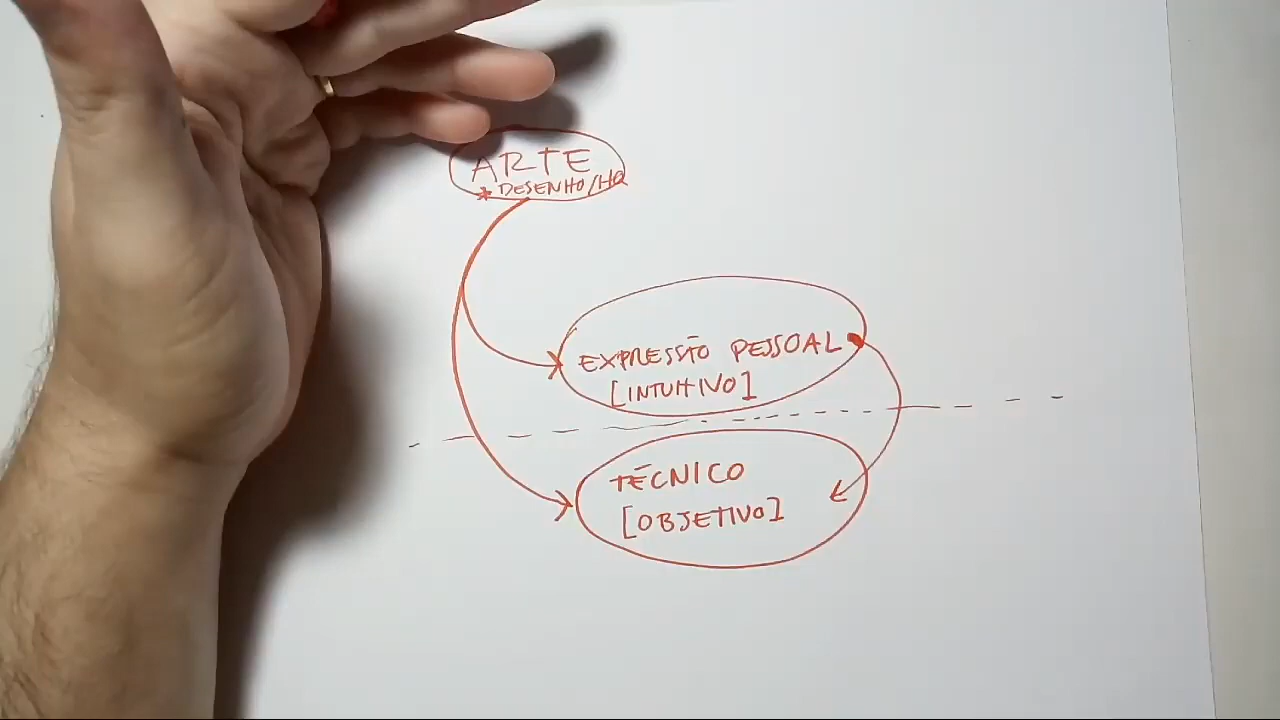 ARTE
* DESENHO/HQ
EXPRESSÃO PESSOAL
[INTUITIVO]
TÉCNICO
[OBJETIVO]